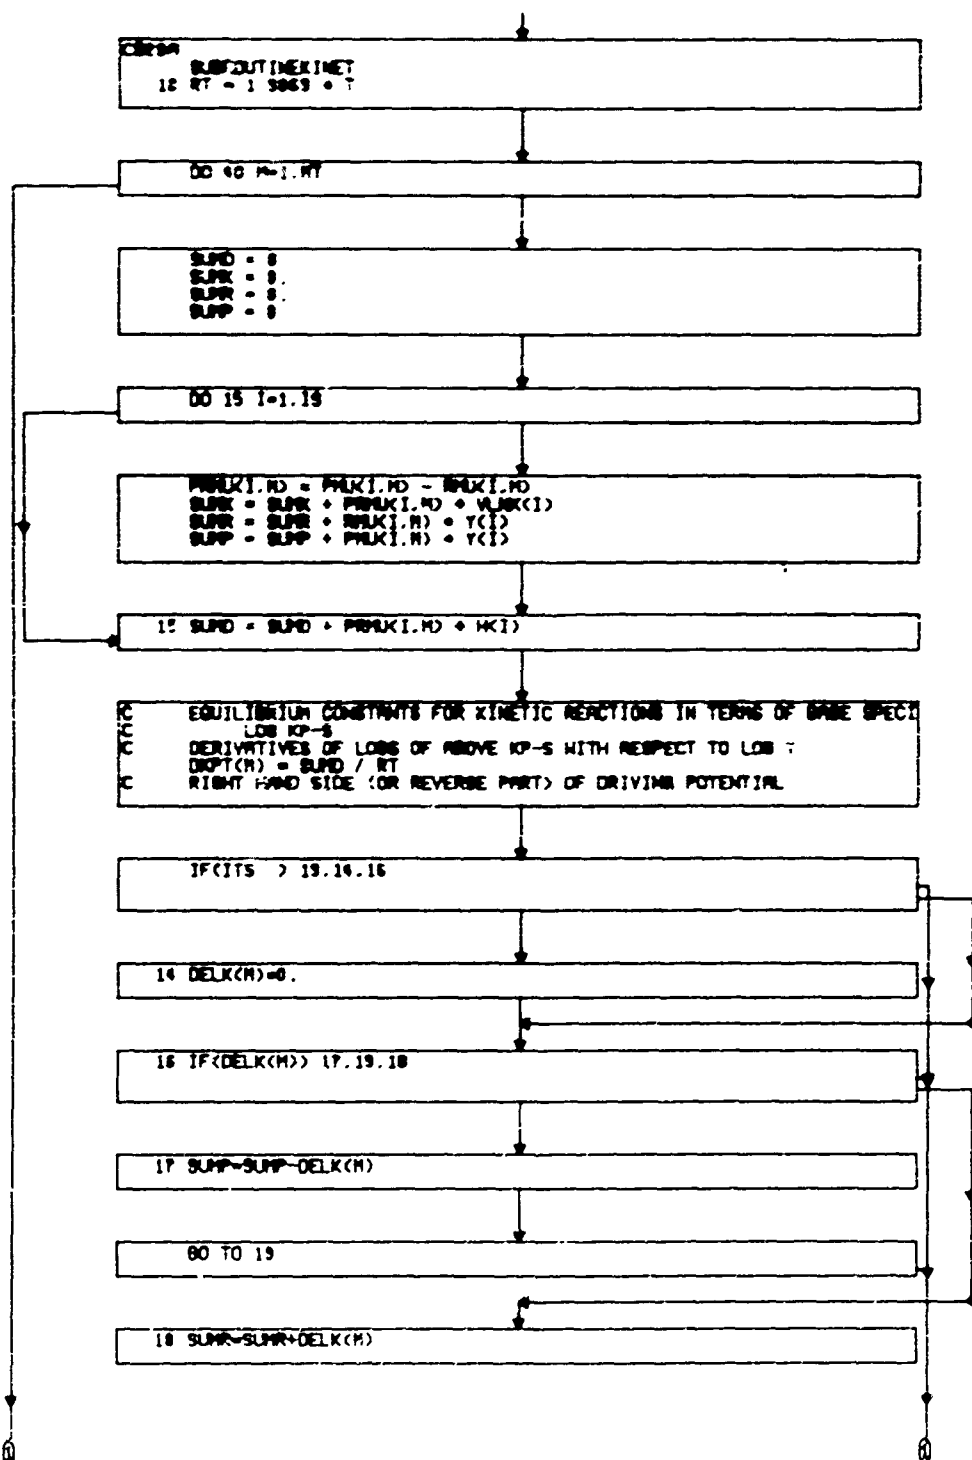 SUBROUTINEKINET
12 RT = 1 9869 * T
DO 40 M=1.MT
SUMD = 0
SUMK = 0.
SUMR = 0.
SUMP = 0
DO 15 I=1.IS
PRMUK(I.M) = PMUK(I.M) - RMUK(I.M)
SUMK = SUMK + PRMUK(I.M) * VLNK(I)
SUMR = SUMR + RMUK(I.M) * Y(I)
SUMP = SUMP + PMUK(I.M) * Y(I)
15 SUMD = SUMD + PRMUK(I.M) * H(I)
C EQUILIBRIUM CONSTANTS FOR KINETIC REACTIONS IN TERMS OF BASE SPECI
C LOG KP-S
C DERIVATIVES OF LOGS OF ABOVE KP-S WITH RESPECT TO LOG T
DKPT(M) = SUMD / RT
C RIGHT HAND SIDE (OR REVERSE PART) OF DRIVING POTENTIAL
IF(ITS ) 19.14.16
14 DELK(M)=0.
16 IF(DELK(M)) 17.19.18
17 SUMP=SUMP-DELK(M)
GO TO 19
18 SUMR=SUMR+DELK(M)